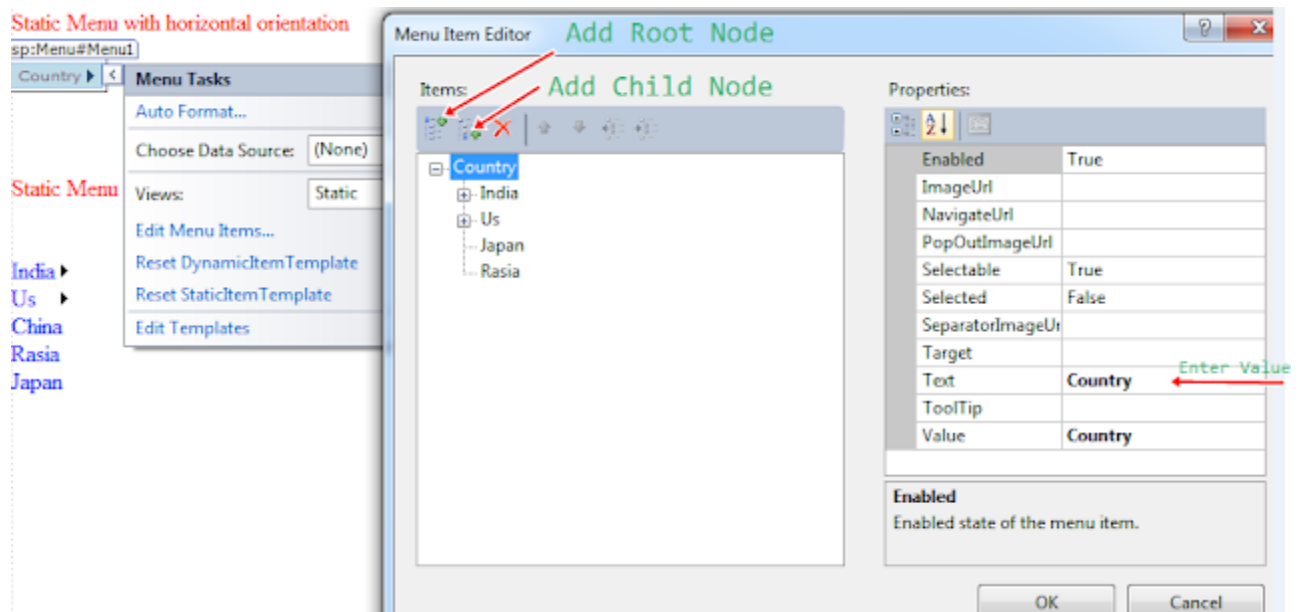 Static Menu with horizontal orientation
sp:Menu#Menu1
Country
Menu Tasks
Auto Format...
Choose Data Source: (None)
Views: Static
Edit Menu Items...
Reset DynamicItemTemplate
Reset StaticItemTemplate
Edit Templates
Static Menu
India
Us
China
Rasia
Japan
Menu Item Editor
Add Root Node
Items:
Add Child Node
Country
India
Us
Japan
Rasia
Properties:
Enabled True
ImageUrl
NavigateUrl
PopOutImageUrl
Selectable True
Selected False
SeparatorImageUr
Target
Text Country
Enter Value
ToolTip
Value Country
Enabled
Enabled state of the menu item.
OK Cancel